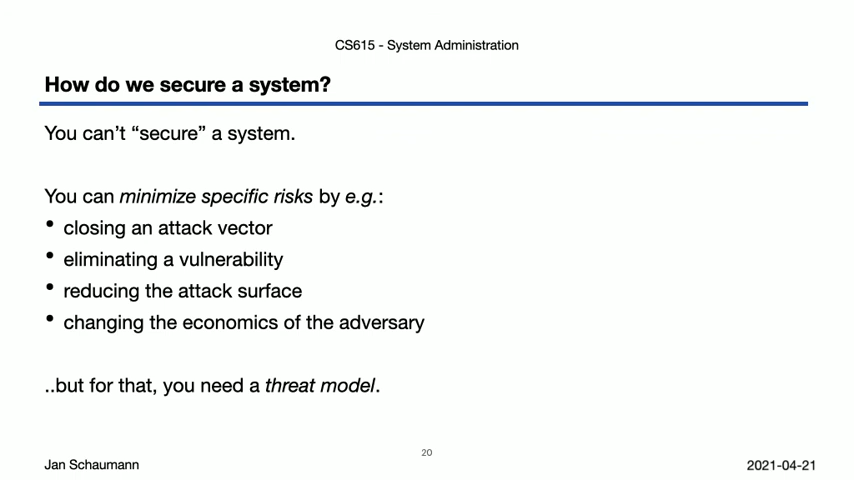 CS615 - System Administration
How do we secure a system?
You can’t “secure” a system.
You can minimize specific risks by e.g.:
• closing an attack vector
• eliminating a vulnerability
• reducing the attack surface
• changing the economics of the adversary
..but for that, you need a threat model.
20
Jan Schaumann
2021-04-21